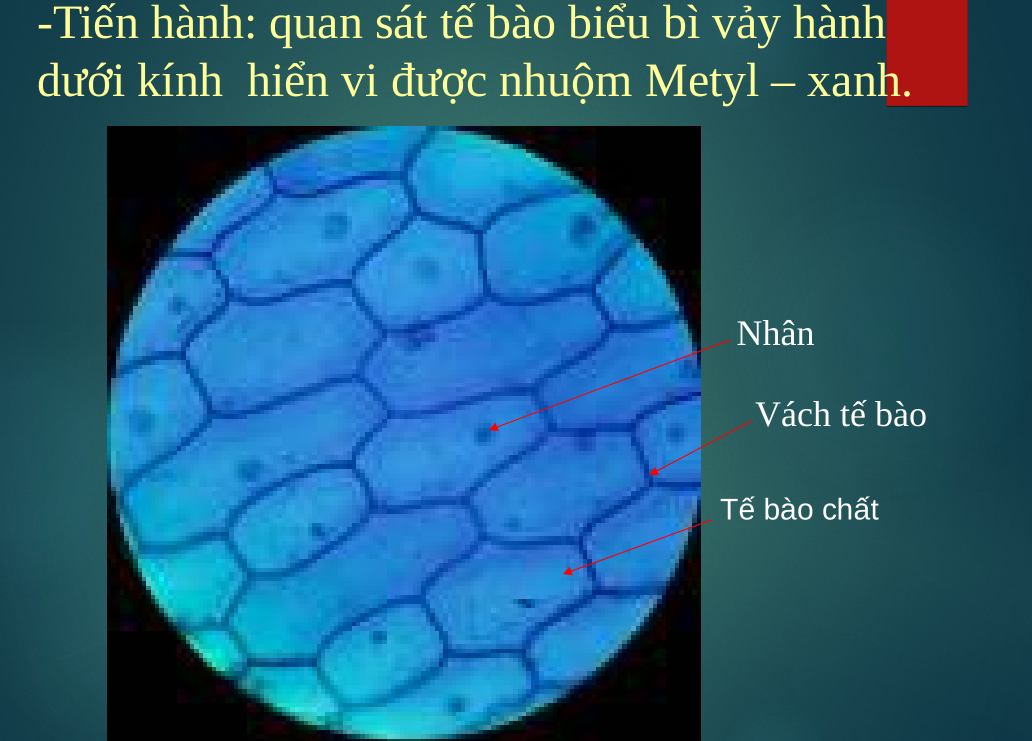 -Tiến hành: quan sát tế bào biểu bì vảy hành
dưới kính hiển vi được nhuộm Metyl – xanh.
Nhân
Vách tế bào
Tế bào chất